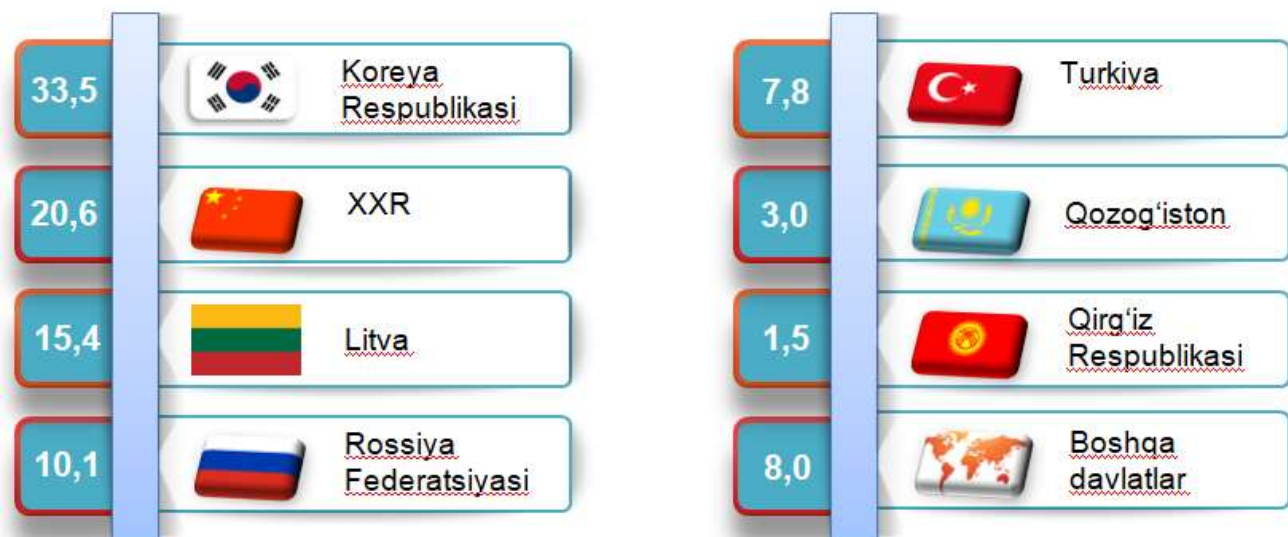 33,5
Koreya
Respublikasi
20,6
XXR
15,4
Litva
10,1
Rossiya
Federatsiyasi
7,8
Turkiya
3,0
Qozog‘iston
1,5
Qirg‘iz
Respublikasi
8,0
Boshqa
davlatlar